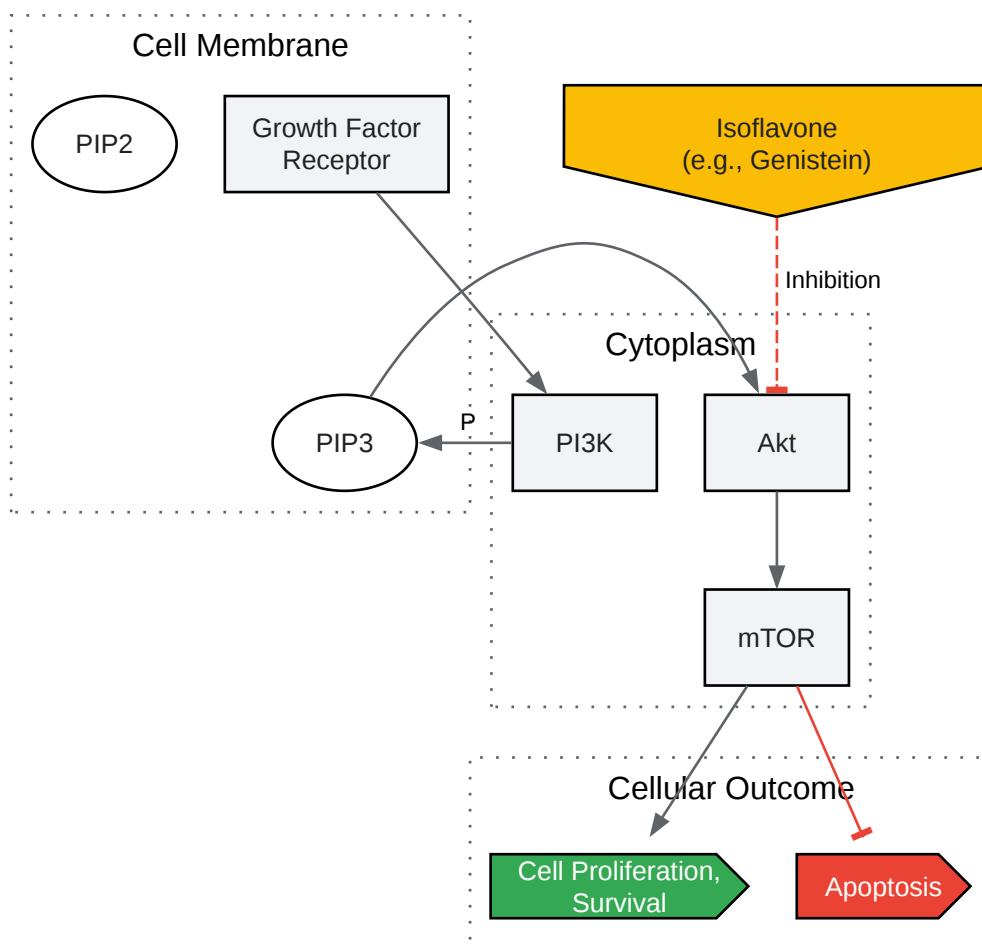 Cell Membrane
PIP2
Growth Factor
Receptor
Isoflavone
(e.g., Genistein)
Inhibition
Cytoplasm
PIP3
P
PI3K
Akt
mTOR
Cellular Outcome
Cell Proliferation,
Survival
Apoptosis